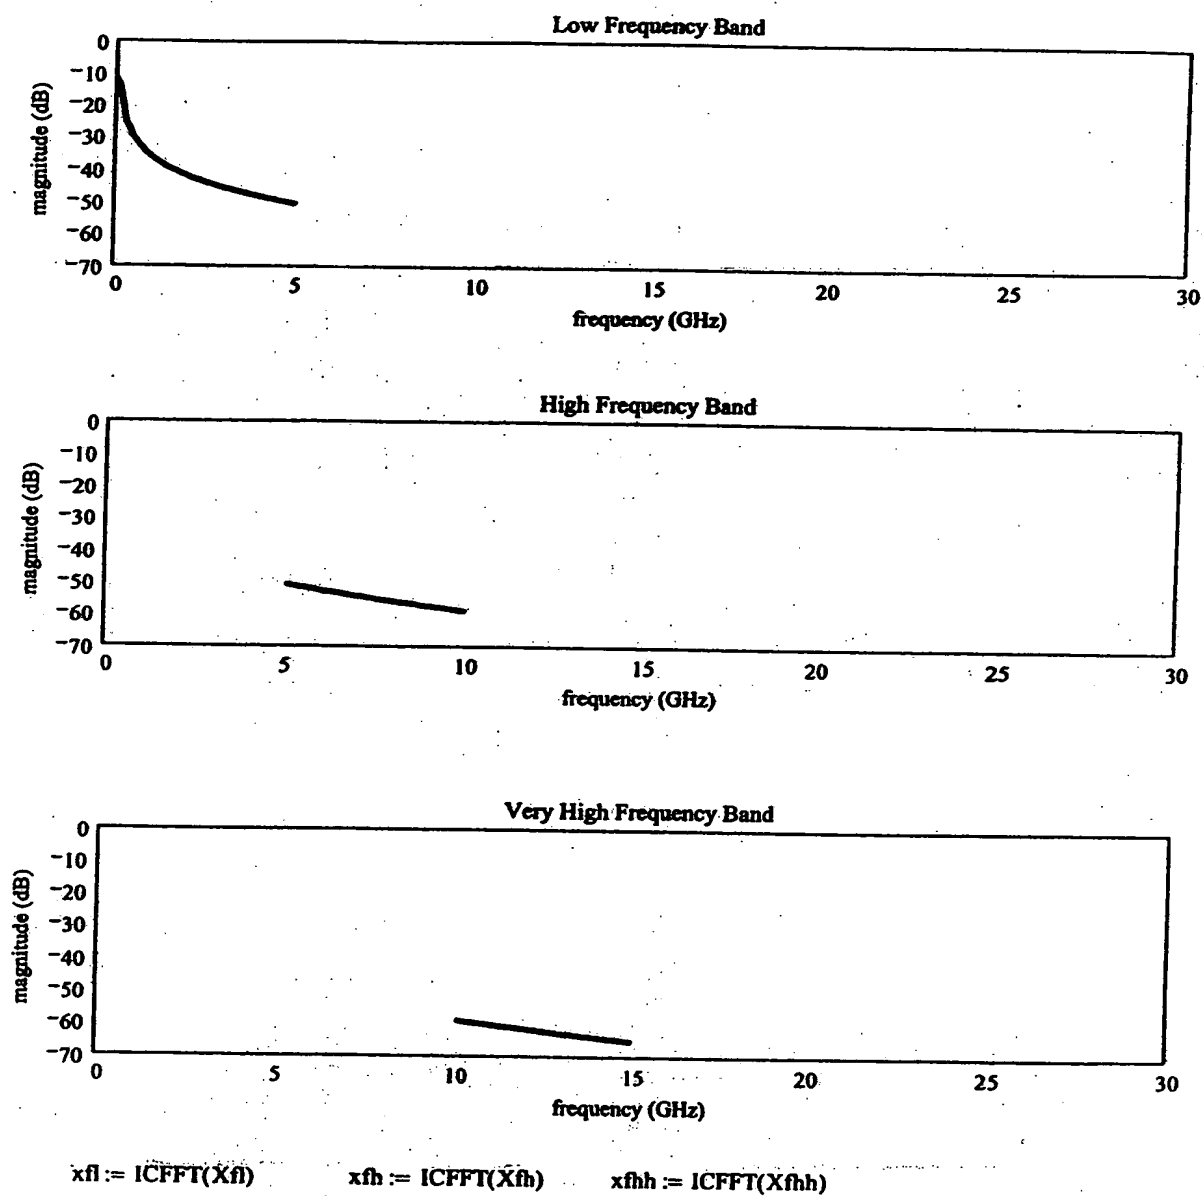 Low Frequency Band
0
−10
−20
−30
−40
−50
−60
−70
magnitude (dB)
0 5 10 15 20 25 30
frequency (GHz)
High Frequency Band
0
−10
−20
−30
−40
−50
−60
−70
magnitude (dB)
0 5 10 15 20 25 30
frequency (GHz)
Very High Frequency Band
0
−10
−20
−30
−40
−50
−60
−70
magnitude (dB)
0 5 10 15 20 25 30
frequency (GHz)
xfl := ICFFT(Xfl) xfh := ICFFT(Xfh) xfhh := ICFFT(Xfhh)